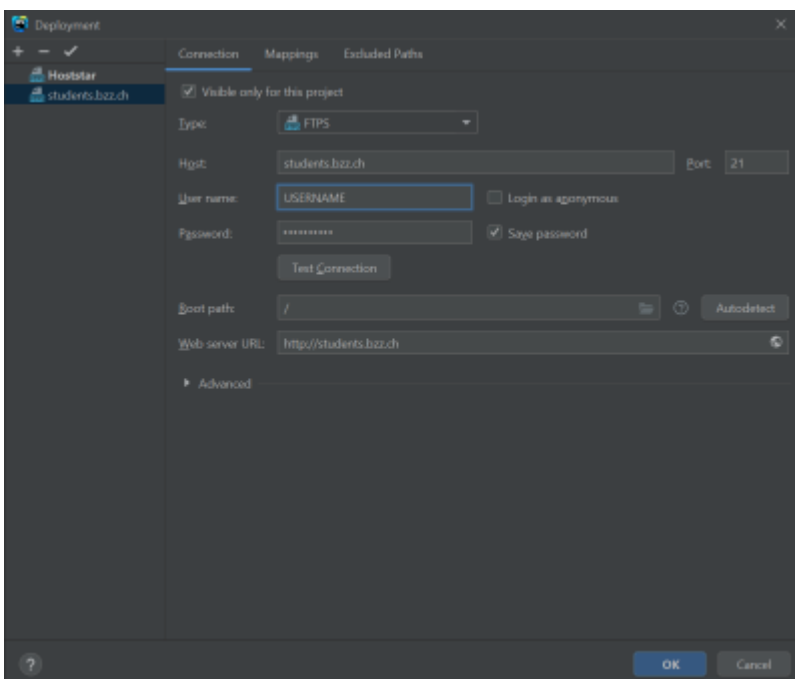 Deployment
Connection Mappings Excluded Paths
Hoststar
students.bzz.ch
Visible only for this project
Type: FTPS
Host: students.bzz.ch Port: 21
User name: USERNAME Login as anonymous
Password: •••••••••• Save password
Test Connection
Root path: / Autodetect
Web server URL: http://students.bzz.ch
Advanced
? OK Cancel